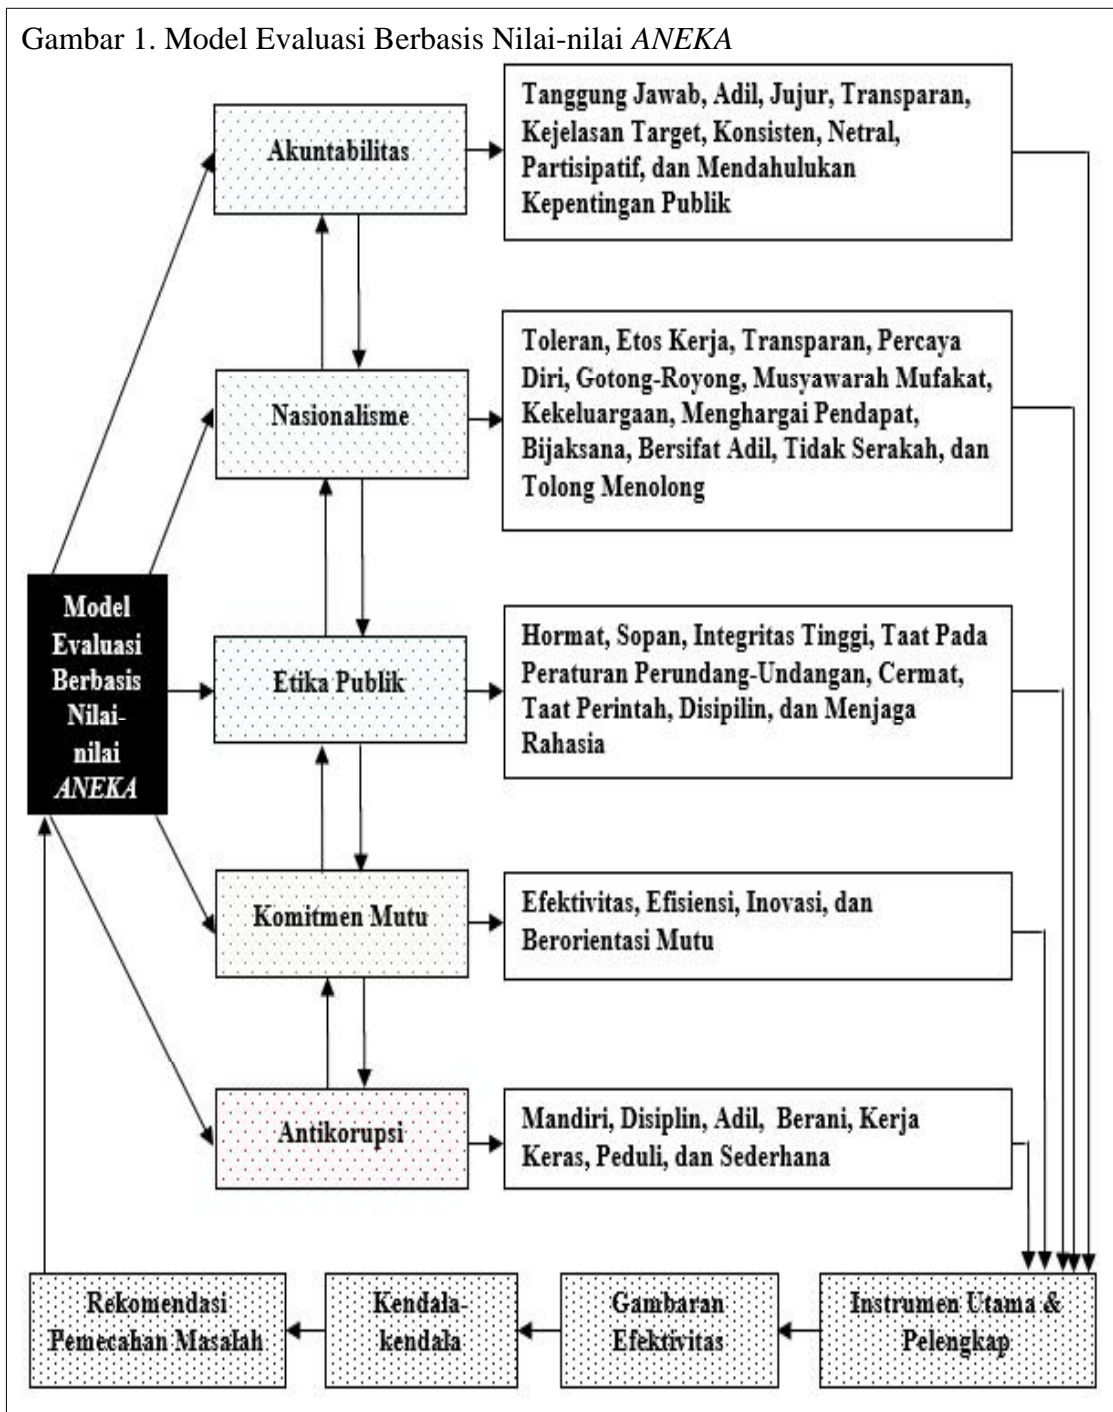 Gambar 1. Model Evaluasi Berbasis Nilai-nilai ANEKA
Akuntabilitas
Tanggung Jawab, Adil, Jujur, Transparan,
Kejelasan Target, Konsisten, Netral,
Partisipatif, dan Mendahulukan
Kepentingan Publik
Nasionalisme
Toleran, Etos Kerja, Transparan, Percaya
Diri, Gotong-Royong, Musyawarah Mufakat,
Kekeluargaan, Menghargai Pendapat,
Bijaksana, Bersifat Adil, Tidak Serakah, dan
Tolong Menolong
Model
Evaluasi
Berbasis
Nilai-
nilai
ANEKA
Etika Publik
Hormat, Sopan, Integritas Tinggi, Taat Pada
Peraturan Perundang-Undangan, Cermat,
Taat Perintah, Disipilin, dan Menjaga
Rahasia
Komitmen Mutu
Efektivitas, Efisiensi, Inovasi, dan
Berorientasi Mutu
Antikorupsi
Mandiri, Disiplin, Adil, Berani, Kerja
Keras, Peduli, dan Sederhana
Rekomendasi
Pemecahan Masalah
Kendala-
kendala
Gambaran
Efektivitas
Instrumen Utama &
Pelengkap